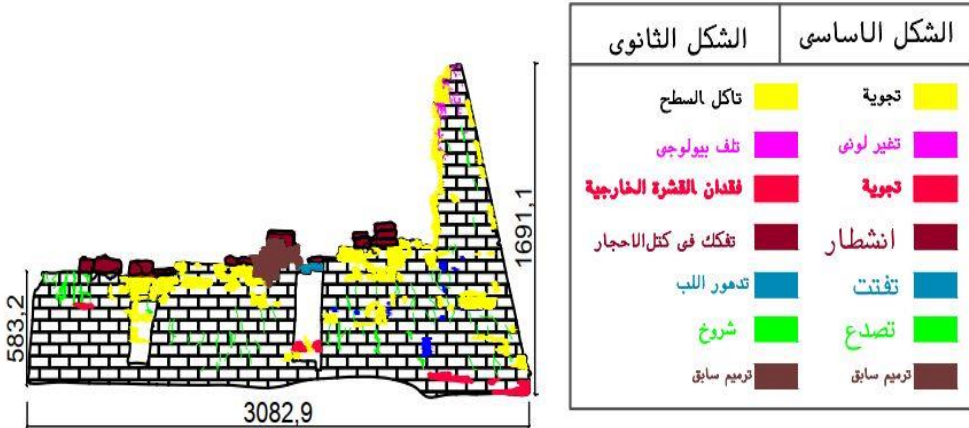 1691,1
583,2
3082,9
الشكل الاساسى الشكل الثانوى
تجوية تاكل السطح
تغير لونى تلف بيولوجى
تجوية فقدان القشرة الخارجية
انشطار تفكك فى كتل الاحجار
تفتت تدهور اللب
تصدع شروخ
ترميم سابق ترميم سابق